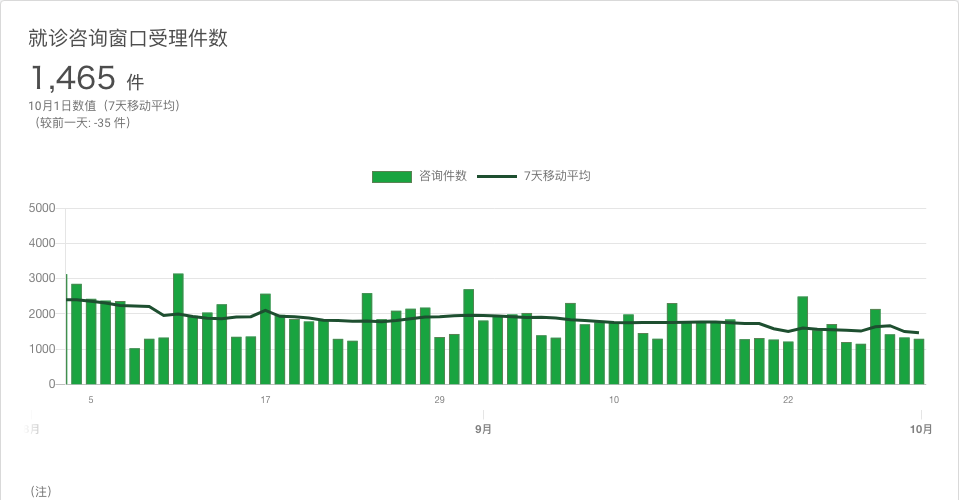 就诊咨询窗口受理件数
1,465 件
10月1日数值（7天移动平均）
（较前一天: -35 件）
咨询件数 7天移动平均
5000
4000
3000
2000
1000
0
5 17 29 10 22
月 9月 10月
（注）